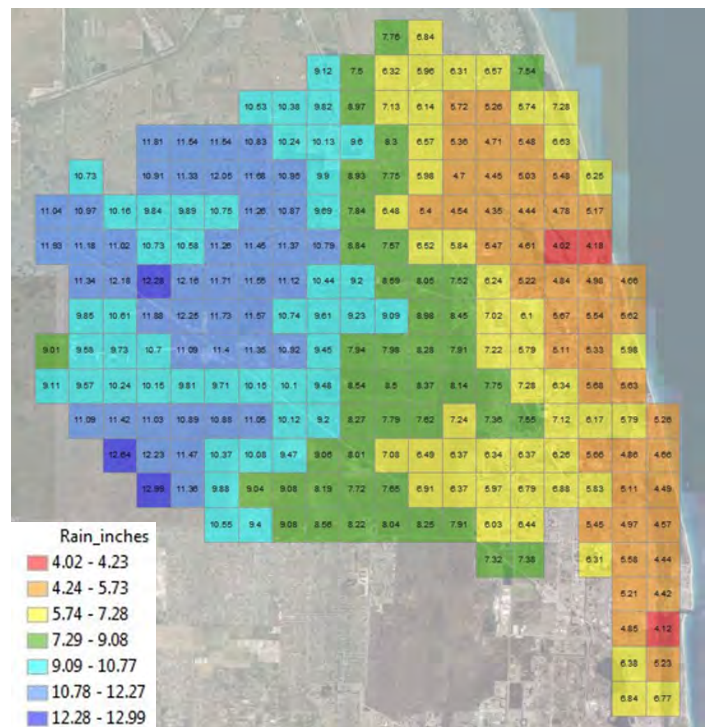 7.76 6.84
9.12 7.5 6.32 5.96 6.31 6.57 7.54
10.53 10.38 9.82 8.97 7.13 6.14 5.72 5.26 5.74 7.28
11.81 11.54 11.54 10.83 10.24 10.13 9.6 8.3 6.57 5.36 4.71 5.48 6.63
10.73 10.91 11.33 12.05 11.68 10.95 9.9 8.93 7.75 5.98 4.7 4.45 5.03 5.48 6.25
11.04 10.97 10.16 9.84 9.89 10.75 11.26 10.87 9.69 7.84 6.48 5.4 4.54 4.35 4.44 4.78 5.17
11.93 11.18 11.02 10.73 10.58 11.26 11.45 11.37 10.79 8.84 7.57 6.52 5.84 5.47 4.61 4.02 4.18
11.34 12.18 12.28 12.16 11.71 11.55 11.12 10.44 9.2 8.59 8.05 7.52 6.24 5.22 4.84 4.98 4.66
9.85 10.61 11.88 12.25 11.73 11.57 10.74 9.61 9.23 9.09 8.98 8.45 7.02 6.1 5.67 5.54 5.62
9.01 9.58 9.73 10.7 11.09 11.4 11.35 10.92 9.45 7.94 7.98 8.28 7.91 7.22 5.79 5.11 5.33 5.98
9.11 9.57 10.24 10.15 9.81 9.71 10.15 10.1 9.48 8.54 8.5 8.37 8.14 7.75 7.28 6.34 5.68 5.63
11.09 11.42 11.03 10.89 10.88 11.05 10.12 9.2 8.27 7.79 7.62 7.24 7.36 7.55 7.12 6.17 5.79 5.26
12.64 12.23 11.47 10.37 10.08 9.47 9.06 8.01 7.08 6.49 6.37 6.34 6.37 6.26 5.66 4.86 4.66
12.99 11.36 9.88 9.04 9.08 8.19 7.72 7.65 6.91 6.37 5.97 6.79 6.88 5.83 5.11 4.49
10.55 9.4 9.08 8.56 8.22 8.04 8.25 7.91 6.03 6.44 5.45 4.97 4.57
7.32 7.38 6.31 5.58 4.44
5.21 4.42
4.85 4.12
6.38 5.23
6.84 6.77
Rain_inches
4.02 - 4.23
4.24 - 5.73
5.74 - 7.28
7.29 - 9.08
9.09 - 10.77
10.78 - 12.27
12.28 - 12.99